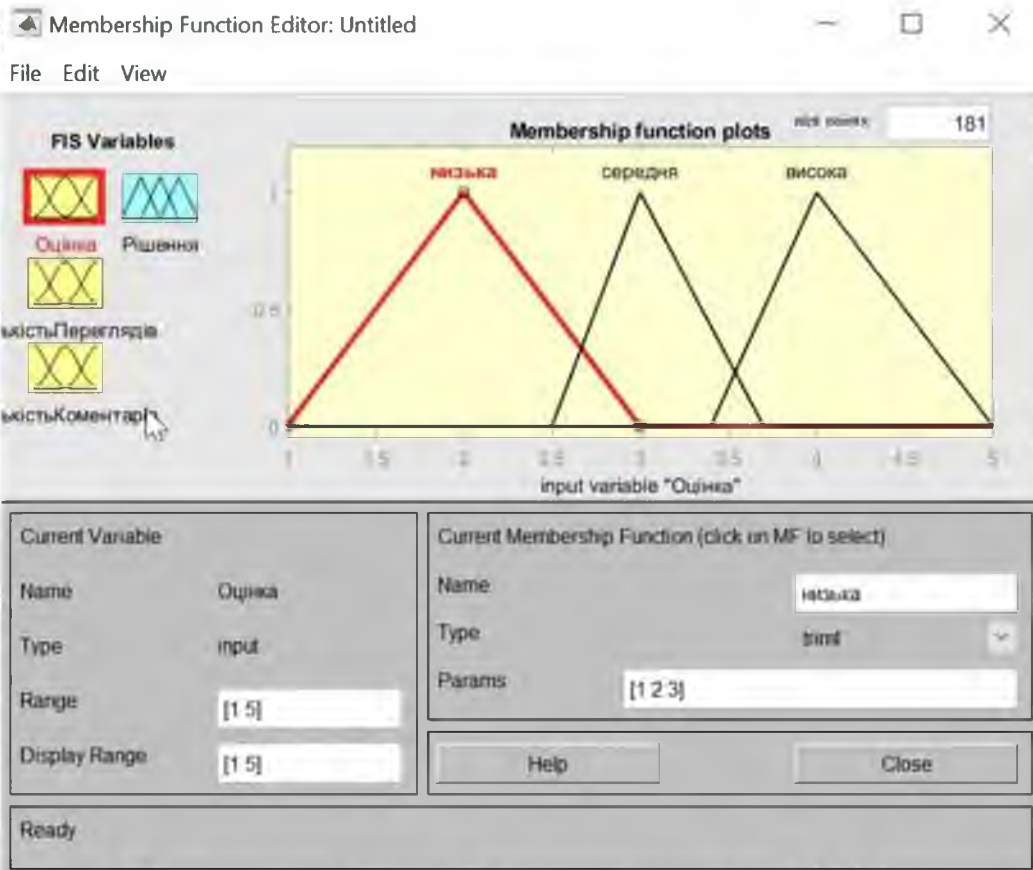 Membership Function Editor: Untitled
File Edit View
FIS Variables
Membership function plots
181
Оцінка Рішення
ькістьПереглядів
ькістьКоментарів
низька середня висока
1
0.5
0
1 1.5 2 2.5 3 3.5 4 4.5 5
input variable "Оцінка"
Current Variable
Name Оцінка
Type input
Range [1 5]
Display Range [1 5]
Current Membership Function (click on MF to select)
Name низька
Type trimf
Params [1 2 3]
Help Close
Ready